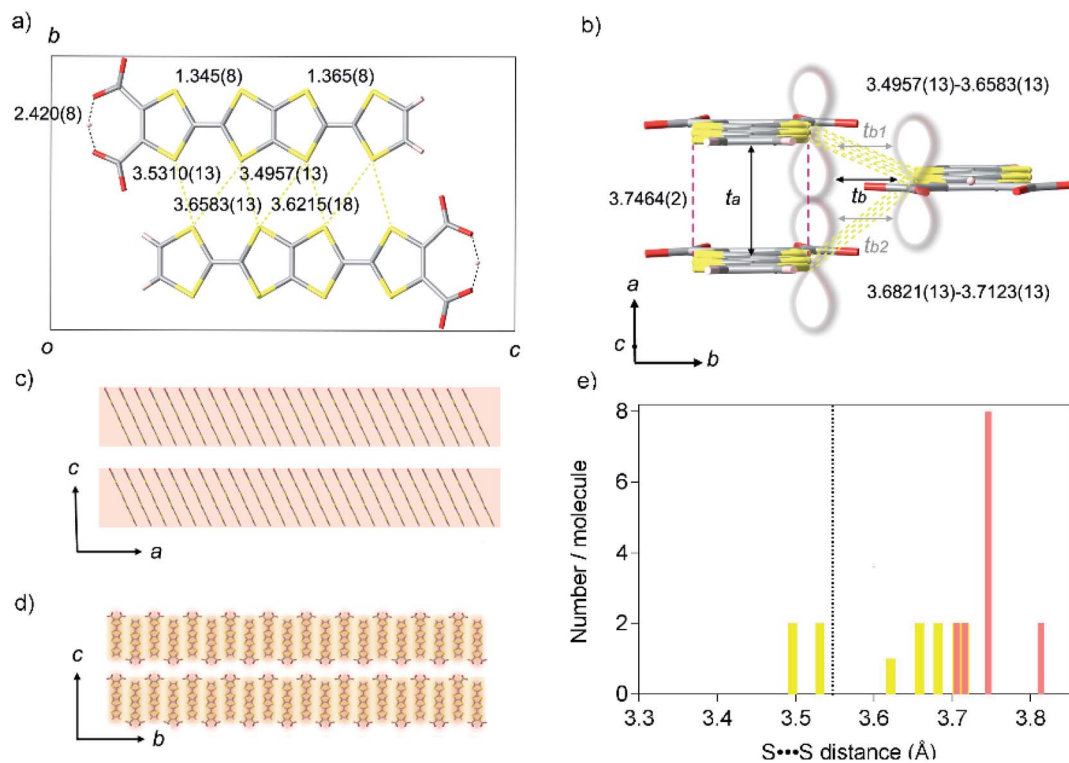 a)
b
1.345(8)
1.365(8)
2.420(8)
3.5310(13)
3.4957(13)
3.6583(13)
3.6215(18)
o
c
b)
3.4957(13)-3.6583(13)
tb1
3.7464(2)
ta
tb
tb2
3.6821(13)-3.7123(13)
a
c
b
c)
c
a
d)
c
b
e)
8
6
4
2
0
Number / molecule
3.3 3.4 3.5 3.6 3.7 3.8
S•••S distance (Å)